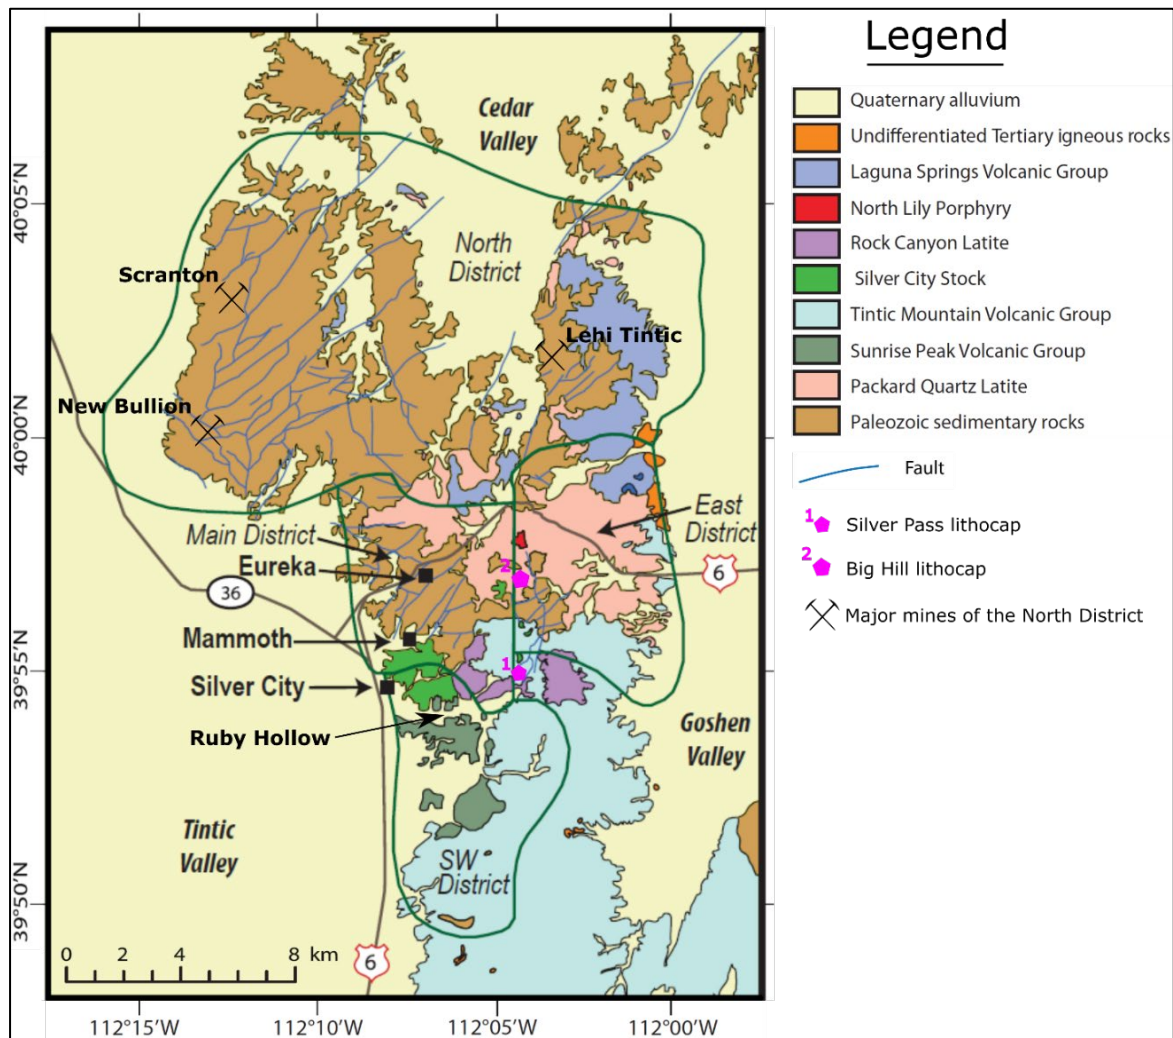 Cedar
Valley
40°05'N
North
District
Scranton
Lehi Tintic
New Bullion
40°00'N
Main District
East
District
Eureka
6
36
Mammoth
2
39°55'N
1
Silver City
Ruby Hollow
Goshen
Valley
Tintic
Valley
SW
District
39°50'N
0 2 4 8 km
6
112°15'W 112°10'W 112°05'W 112°00'W
Legend
Quaternary alluvium
Undifferentiated Tertiary igneous rocks
Laguna Springs Volcanic Group
North Lily Porphyry
Rock Canyon Latite
Silver City Stock
Tintic Mountain Volcanic Group
Sunrise Peak Volcanic Group
Packard Quartz Latite
Paleozoic sedimentary rocks
Fault
1 Silver Pass lithocap
2 Big Hill lithocap
Major mines of the North District